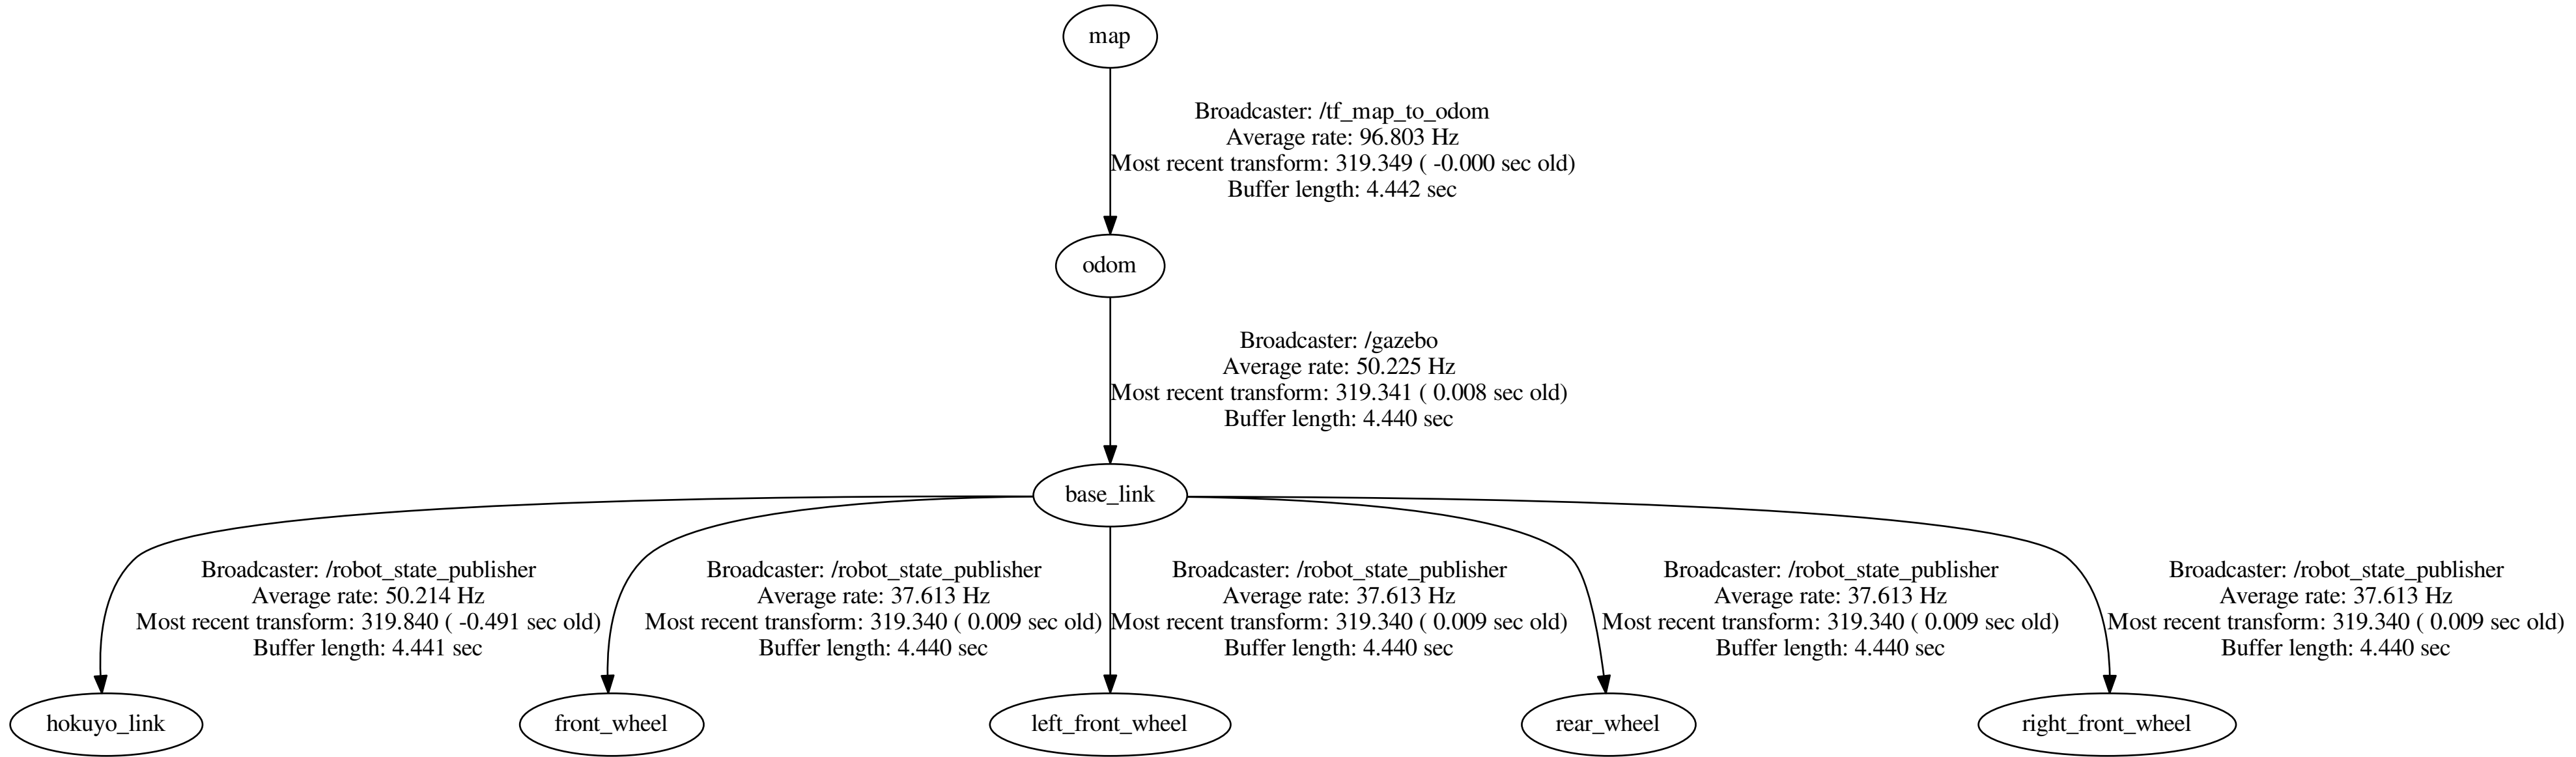 map
Broadcaster: /tf_map_to_odom
Average rate: 96.803 Hz
Most recent transform: 319.349 ( -0.000 sec old)
Buffer length: 4.442 sec
odom
Broadcaster: /gazebo
Average rate: 50.225 Hz
Most recent transform: 319.341 ( 0.008 sec old)
Buffer length: 4.440 sec
base_link
Broadcaster: /robot_state_publisher
Average rate: 50.214 Hz
Most recent transform: 319.840 ( -0.491 sec old)
Buffer length: 4.441 sec
Broadcaster: /robot_state_publisher
Average rate: 37.613 Hz
Most recent transform: 319.340 ( 0.009 sec old)
Buffer length: 4.440 sec
Broadcaster: /robot_state_publisher
Average rate: 37.613 Hz
Most recent transform: 319.340 ( 0.009 sec old)
Buffer length: 4.440 sec
Broadcaster: /robot_state_publisher
Average rate: 37.613 Hz
Most recent transform: 319.340 ( 0.009 sec old)
Buffer length: 4.440 sec
Broadcaster: /robot_state_publisher
Average rate: 37.613 Hz
Most recent transform: 319.340 ( 0.009 sec old)
Buffer length: 4.440 sec
hokuyo_link
front_wheel
left_front_wheel
rear_wheel
right_front_wheel